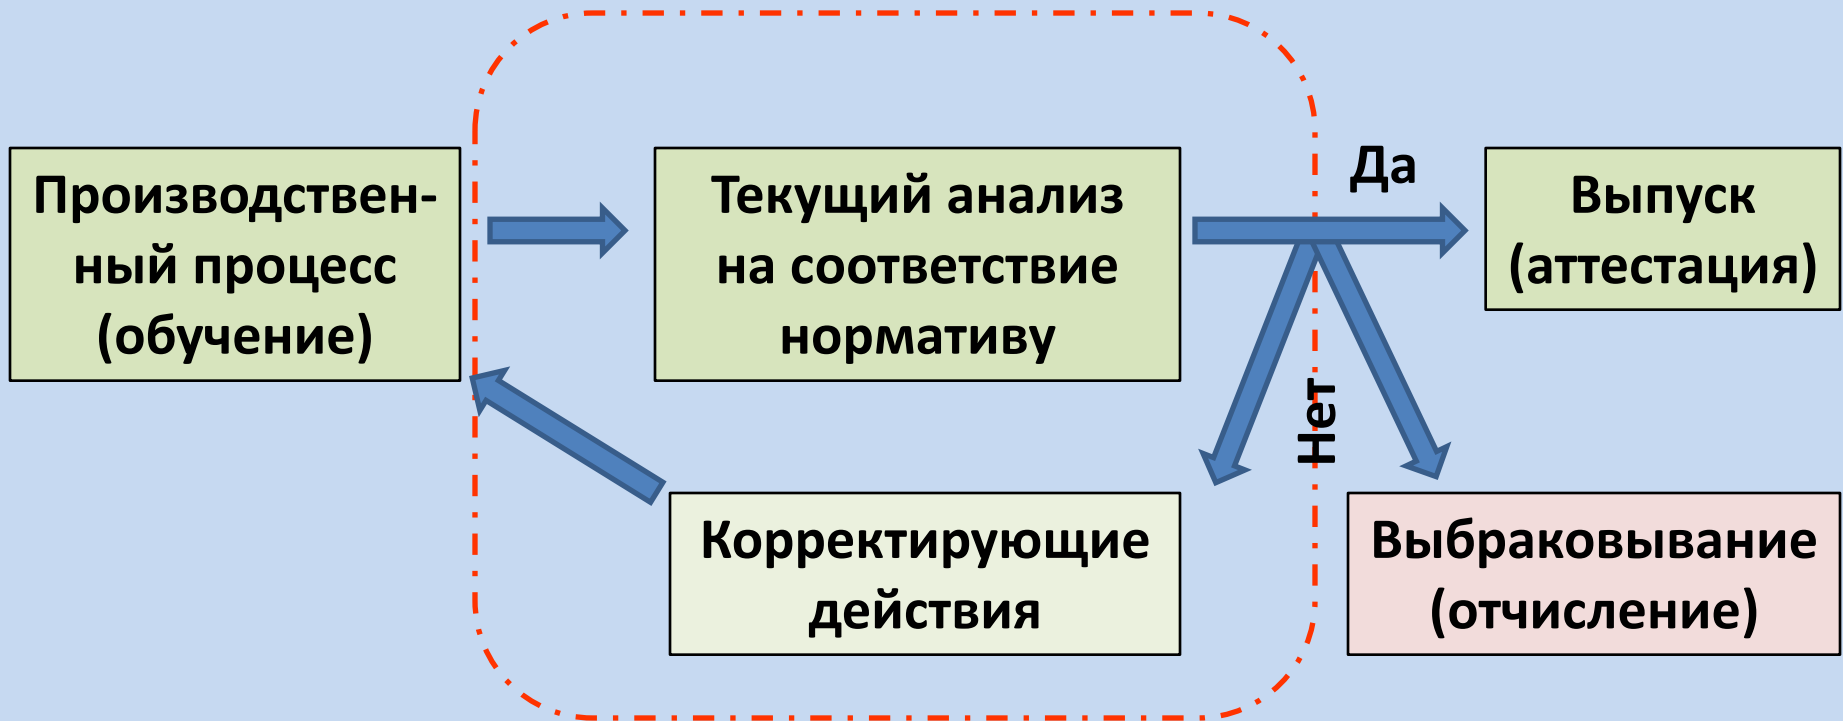 Производствен-
ный процесс
(обучение)
Текущий анализ
на соответствие
нормативу
Да
Выпуск
(аттестация)
Нет
Корректирующие
действия
Выбраковывание
(отчисление)